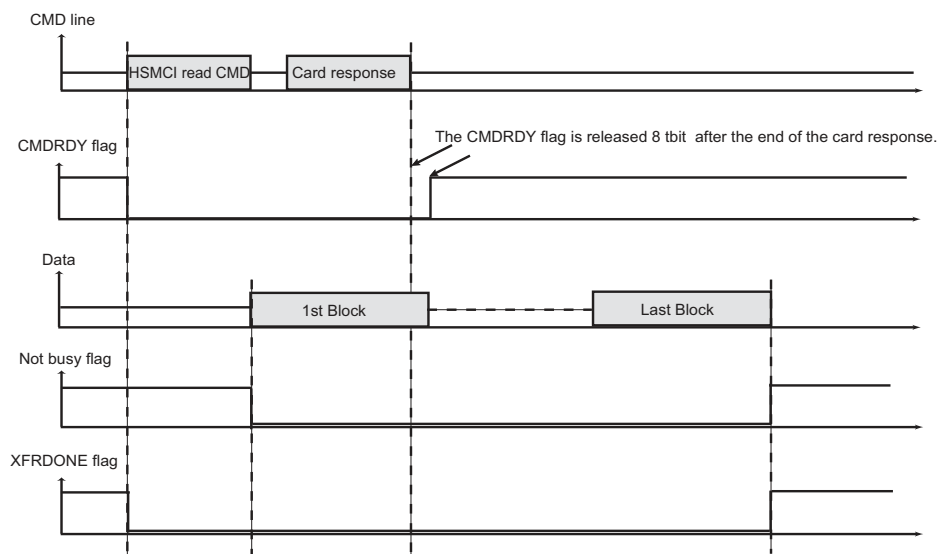 CMD line
HSMCI read CMD
Card response
The CMDRDY flag is released 8 tbit after the end of the card response.
CMDRDY flag
Data
1st Block
Last Block
Not busy flag
XFRDONE flag